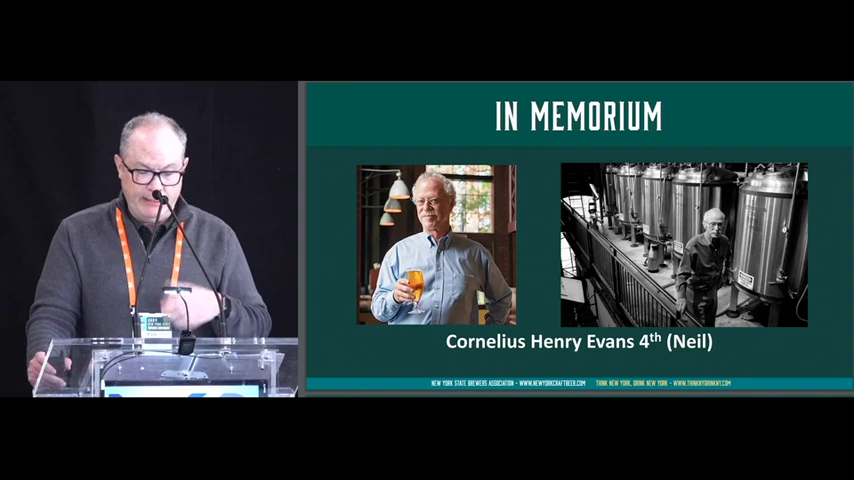 IN MEMORIUM
Cornelius Henry Evans 4th (Neil)
NEW YORK STATE BREWERS ASSOCIATION - WWW.NEWYORKCRAFTBEER.COM THINK NEW YORK, DRINK NEW YORK - WWW.THINKNYDRINKNY.COM